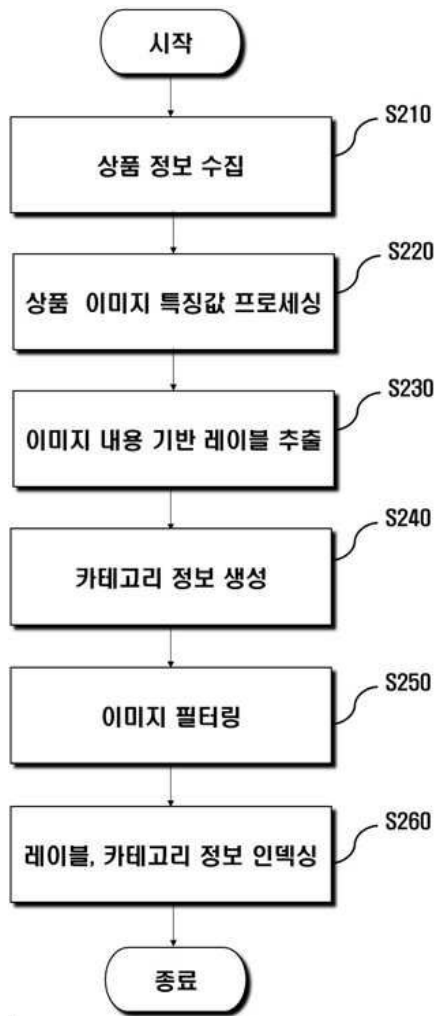 시작
S210
상품 정보 수집
S220
상품 이미지 특징값 프로세싱
S230
이미지 내용 기반 레이블 추출
S240
카테고리 정보 생성
S250
이미지 필터링
S260
레이블, 카테고리 정보 인덱싱
종료